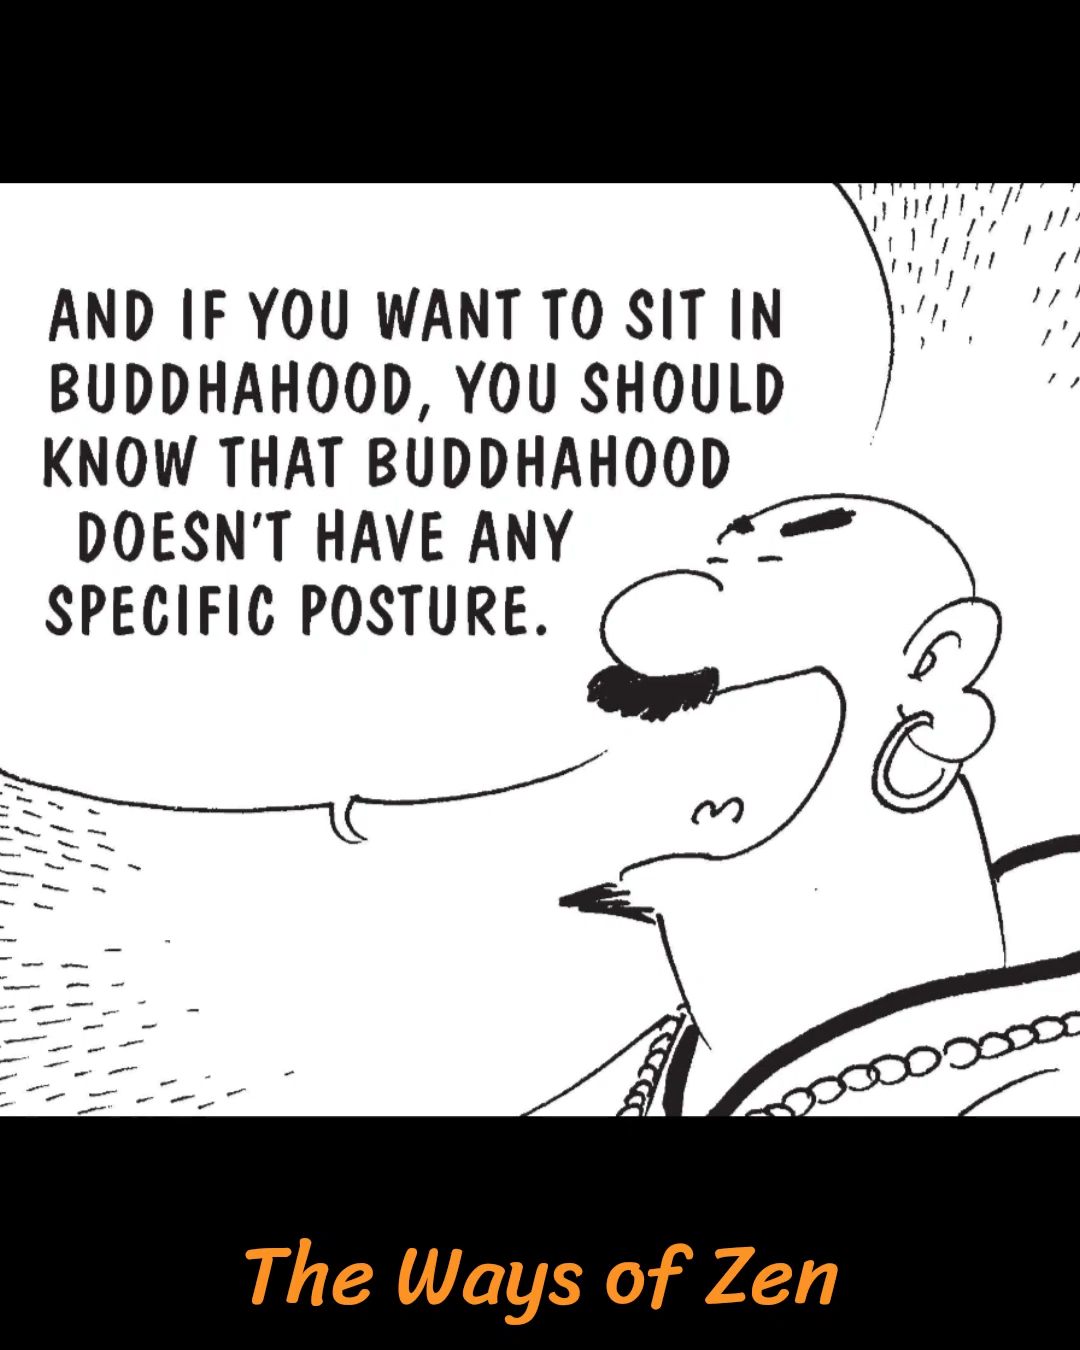 AND IF YOU WANT TO SIT IN
BUDDHAHOOD, YOU SHOULD
KNOW THAT BUDDHAHOOD
DOESN'T HAVE ANY
SPECIFIC POSTURE.
The Ways of Zen